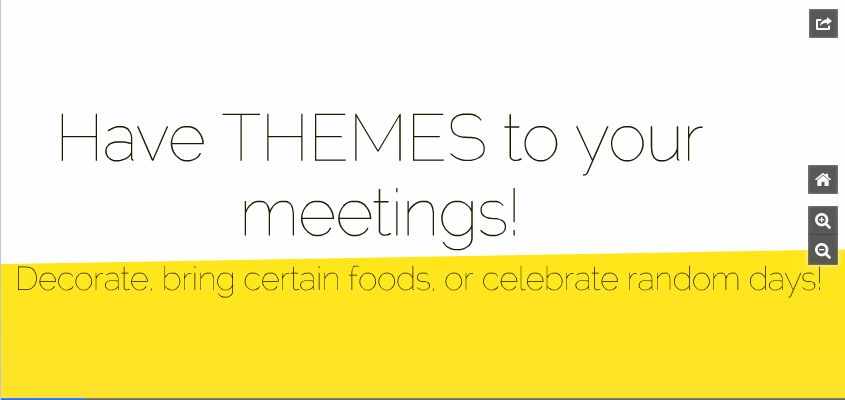 Have THEMES to your
meetings!
Decorate, bring certain foods, or celebrate random days!